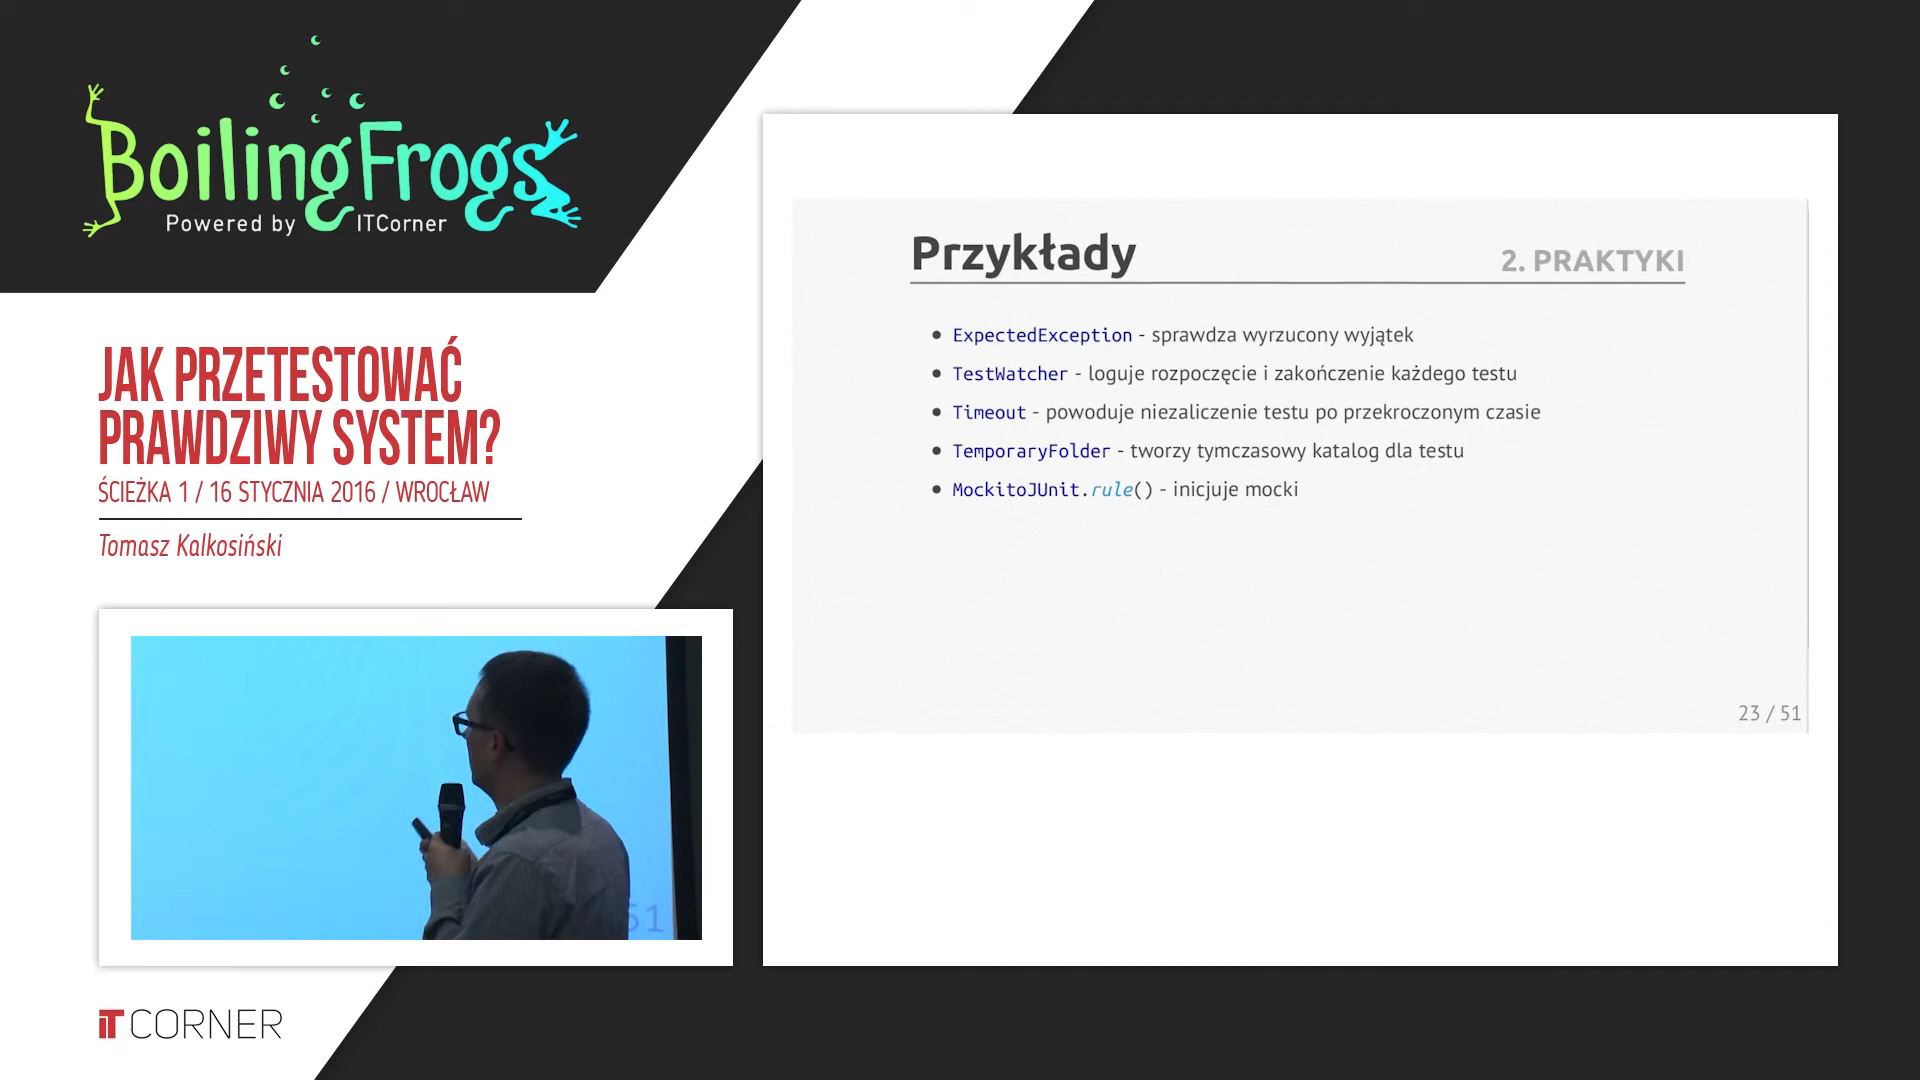 BoilingFrogs
Powered by ITCorner
JAK PRZETESTOWAĆ
PRAWDZIWY SYSTEM?
ŚCIEŻKA 1 / 16 STYCZNIA 2016 / WROCŁAW
Tomasz Kalkosiński
51
iT CORNER
Przykłady
2. PRAKTYKI
ExpectedException - sprawdza wyrzucony wyjątek
TestWatcher - loguje rozpoczęcie i zakończenie każdego testu
Timeout - powoduje niezaliczenie testu po przekroczonym czasie
TemporaryFolder - tworzy tymczasowy katalog dla testu
MockitoJUnit.rule() - inicjuje mocki
23 / 51